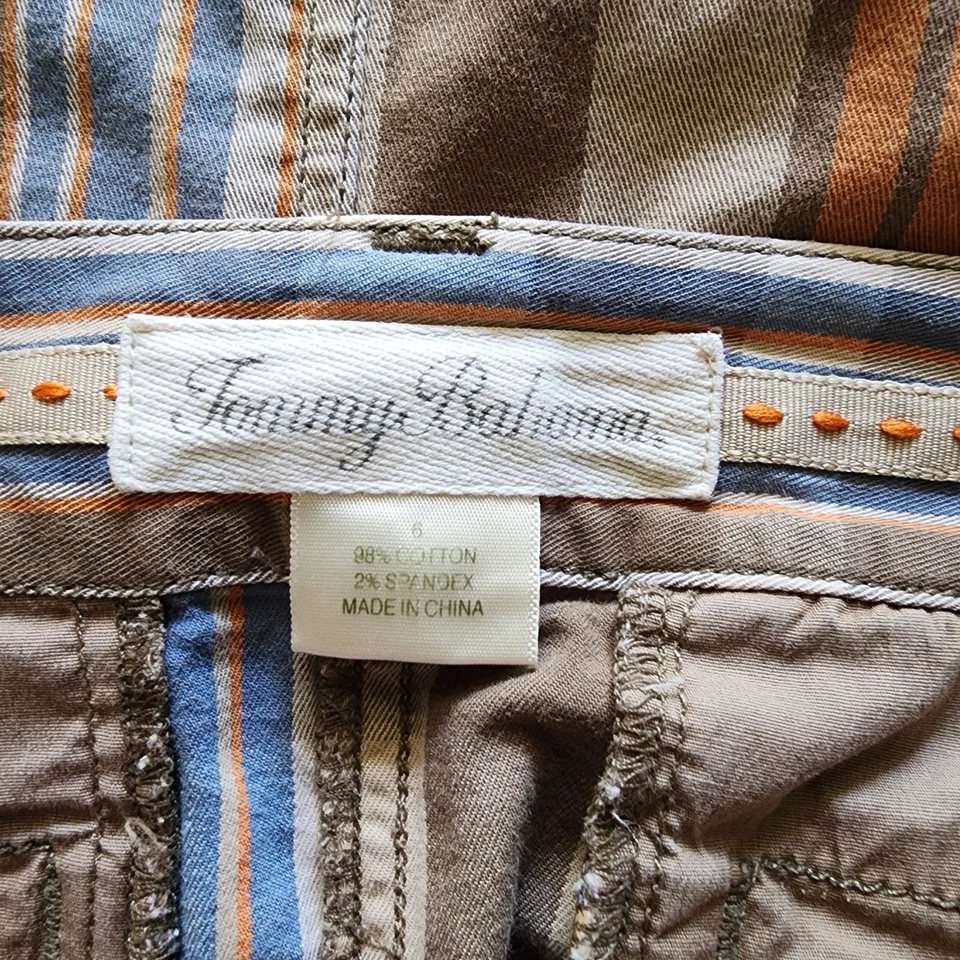 Tommy Bahama
6
98% COTTON
2% SPANDEX
MADE IN CHINA